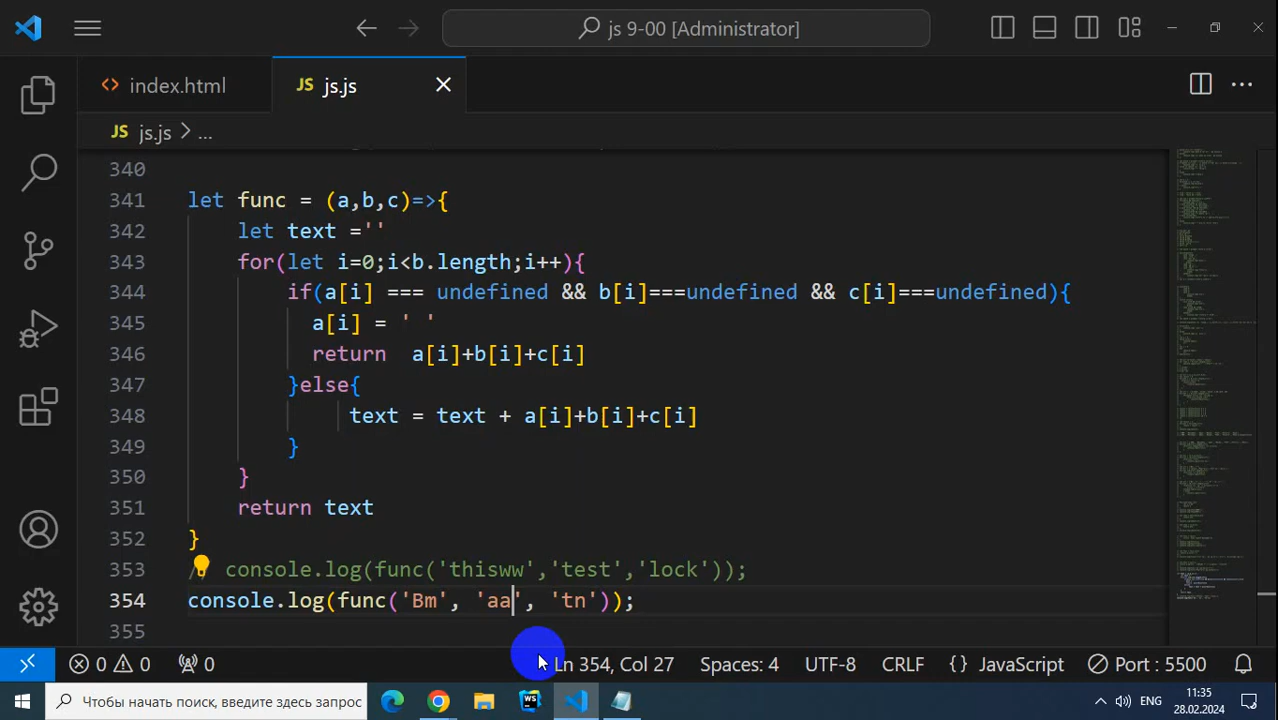 js 9-00 [Administrator]
index.html
JS js.js
JS js.js > ...
340
341 let func = (a,b,c)=>{
342 let text =''
343 for(let i=0;i<b.length;i++){
344 if(a[i] === undefined && b[i]===undefined && c[i]===undefined){
345 a[i] = ' '
346 return  a[i]+b[i]+c[i]
347 }else{
348 text = text + a[i]+b[i]+c[i]
349 }
350 }
351 return text
352 }
353 // console.log(func('thisww','test','lock'));
354 console.log(func('Bm', 'aa', 'tn'));
355
0 0 0 Ln 354, Col 27 Spaces: 4 UTF-8 CRLF {} JavaScript Port : 5500
Чтобы начать поиск, введите здесь запрос WS ENG 11:35
28.02.2024